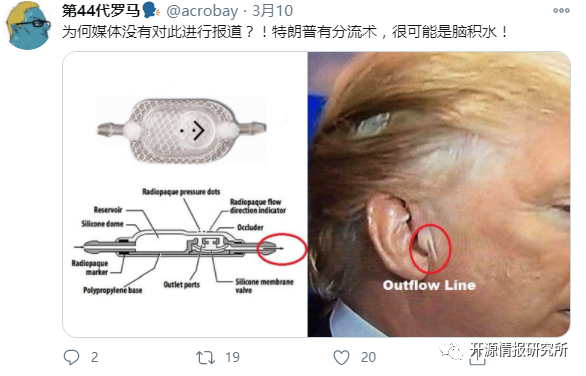 第44代罗马 @acrobay · 3月10
为何媒体没有对此进行报道？！特朗普有分流术，很可能是脑积水！
Radiopaque pressure dots
Radiopaque flow
direction indicator
Reservoir
Silicone dome
Occluder
Radiopaque
marker
Polypropylene base
Outlet ports
Silicone membrane
valve
Outflow Line
2
19
20
开源情报研究所